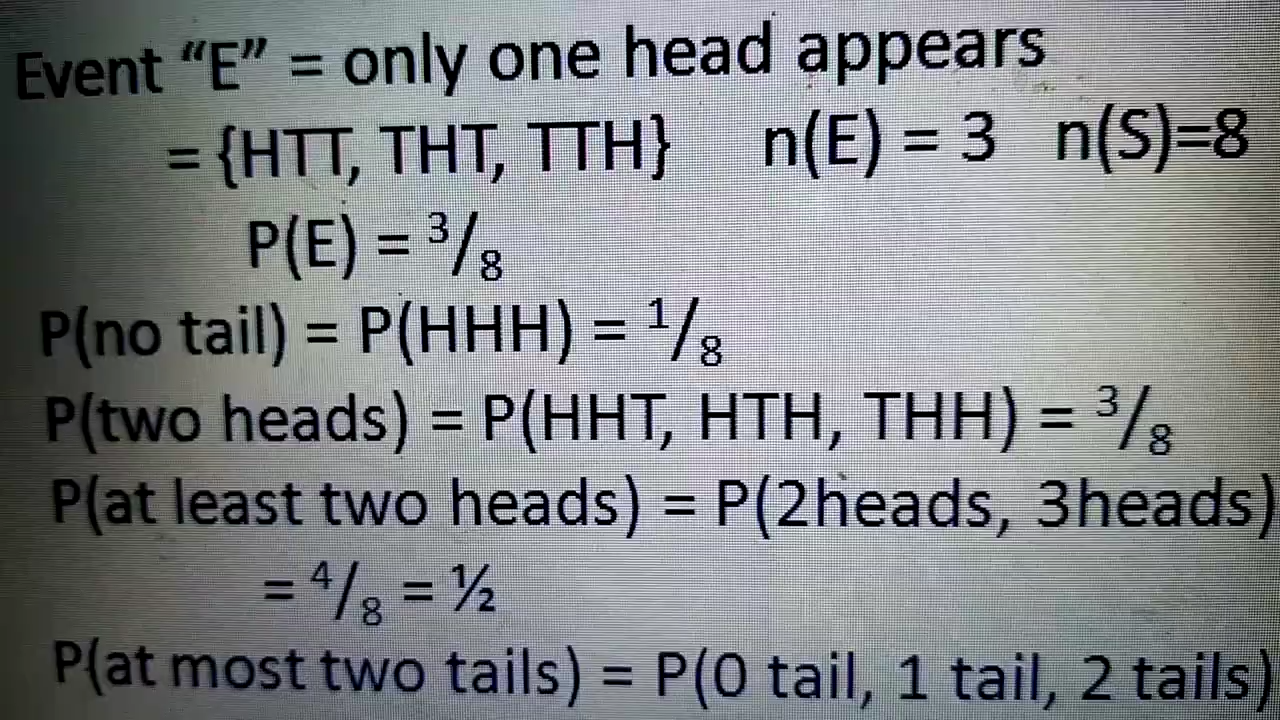 Event “E” = only one head appears
= {HTT, THT, TTH} n(E) = 3 n(S)=8
P(E) = 3/8
P(no tail) = P(HHH) = 1/8
P(two heads) = P(HHT, HTH, THH) = 3/8
P(at least two heads) = P(2heads, 3heads)
= 4/8 = ½
P(at most two tails) = P(0 tail, 1 tail, 2 tails)